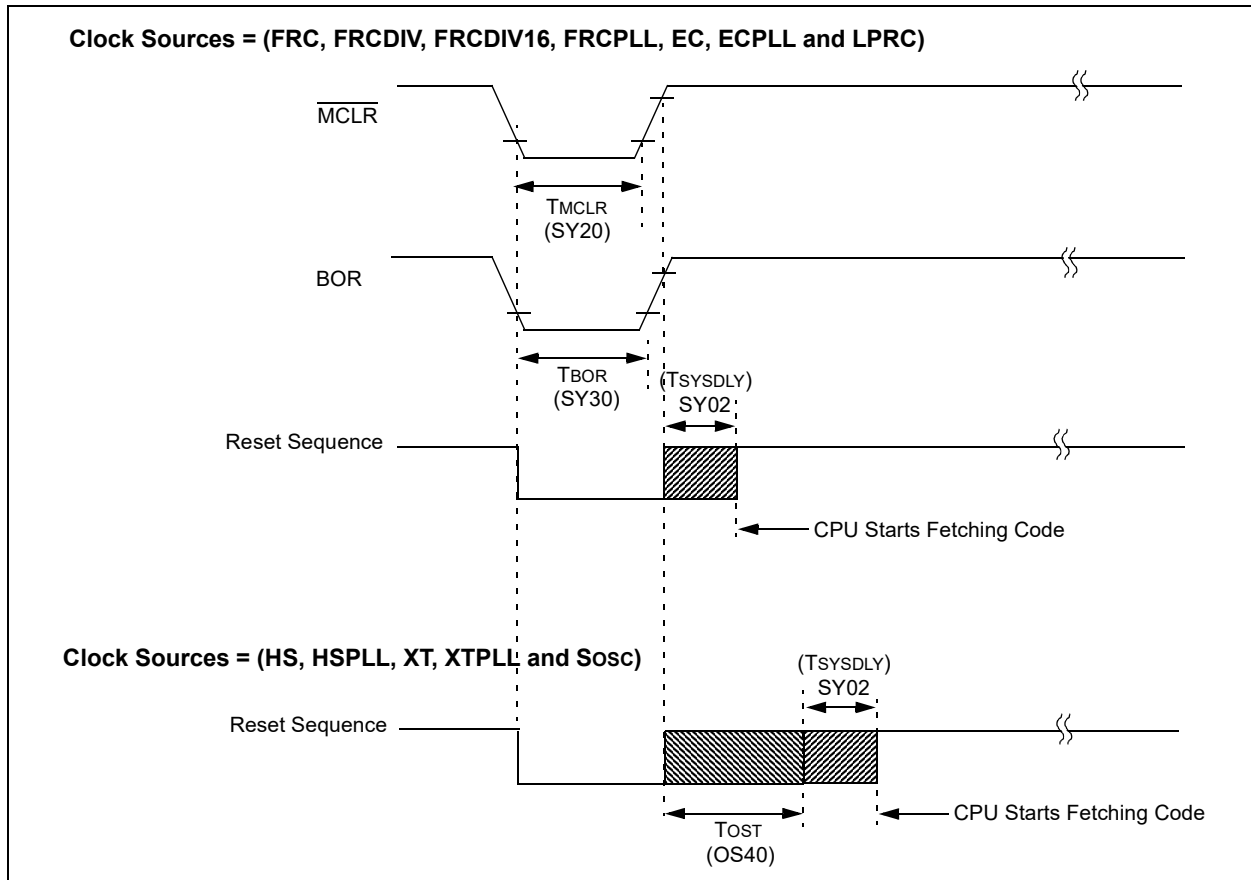 Clock Sources = (FRC, FRCDIV, FRCDIV16, FRCPLL, EC, ECPLL and LPRC)
MCLR
TMCLR
(SY20)
BOR
TBOR
(SY30)
(TSYSDLY)
SY02
Reset Sequence
CPU Starts Fetching Code
Clock Sources = (HS, HSPLL, XT, XTPLL and SOSC)
(TSYSDLY)
SY02
Reset Sequence
CPU Starts Fetching Code
TOST
(OS40)